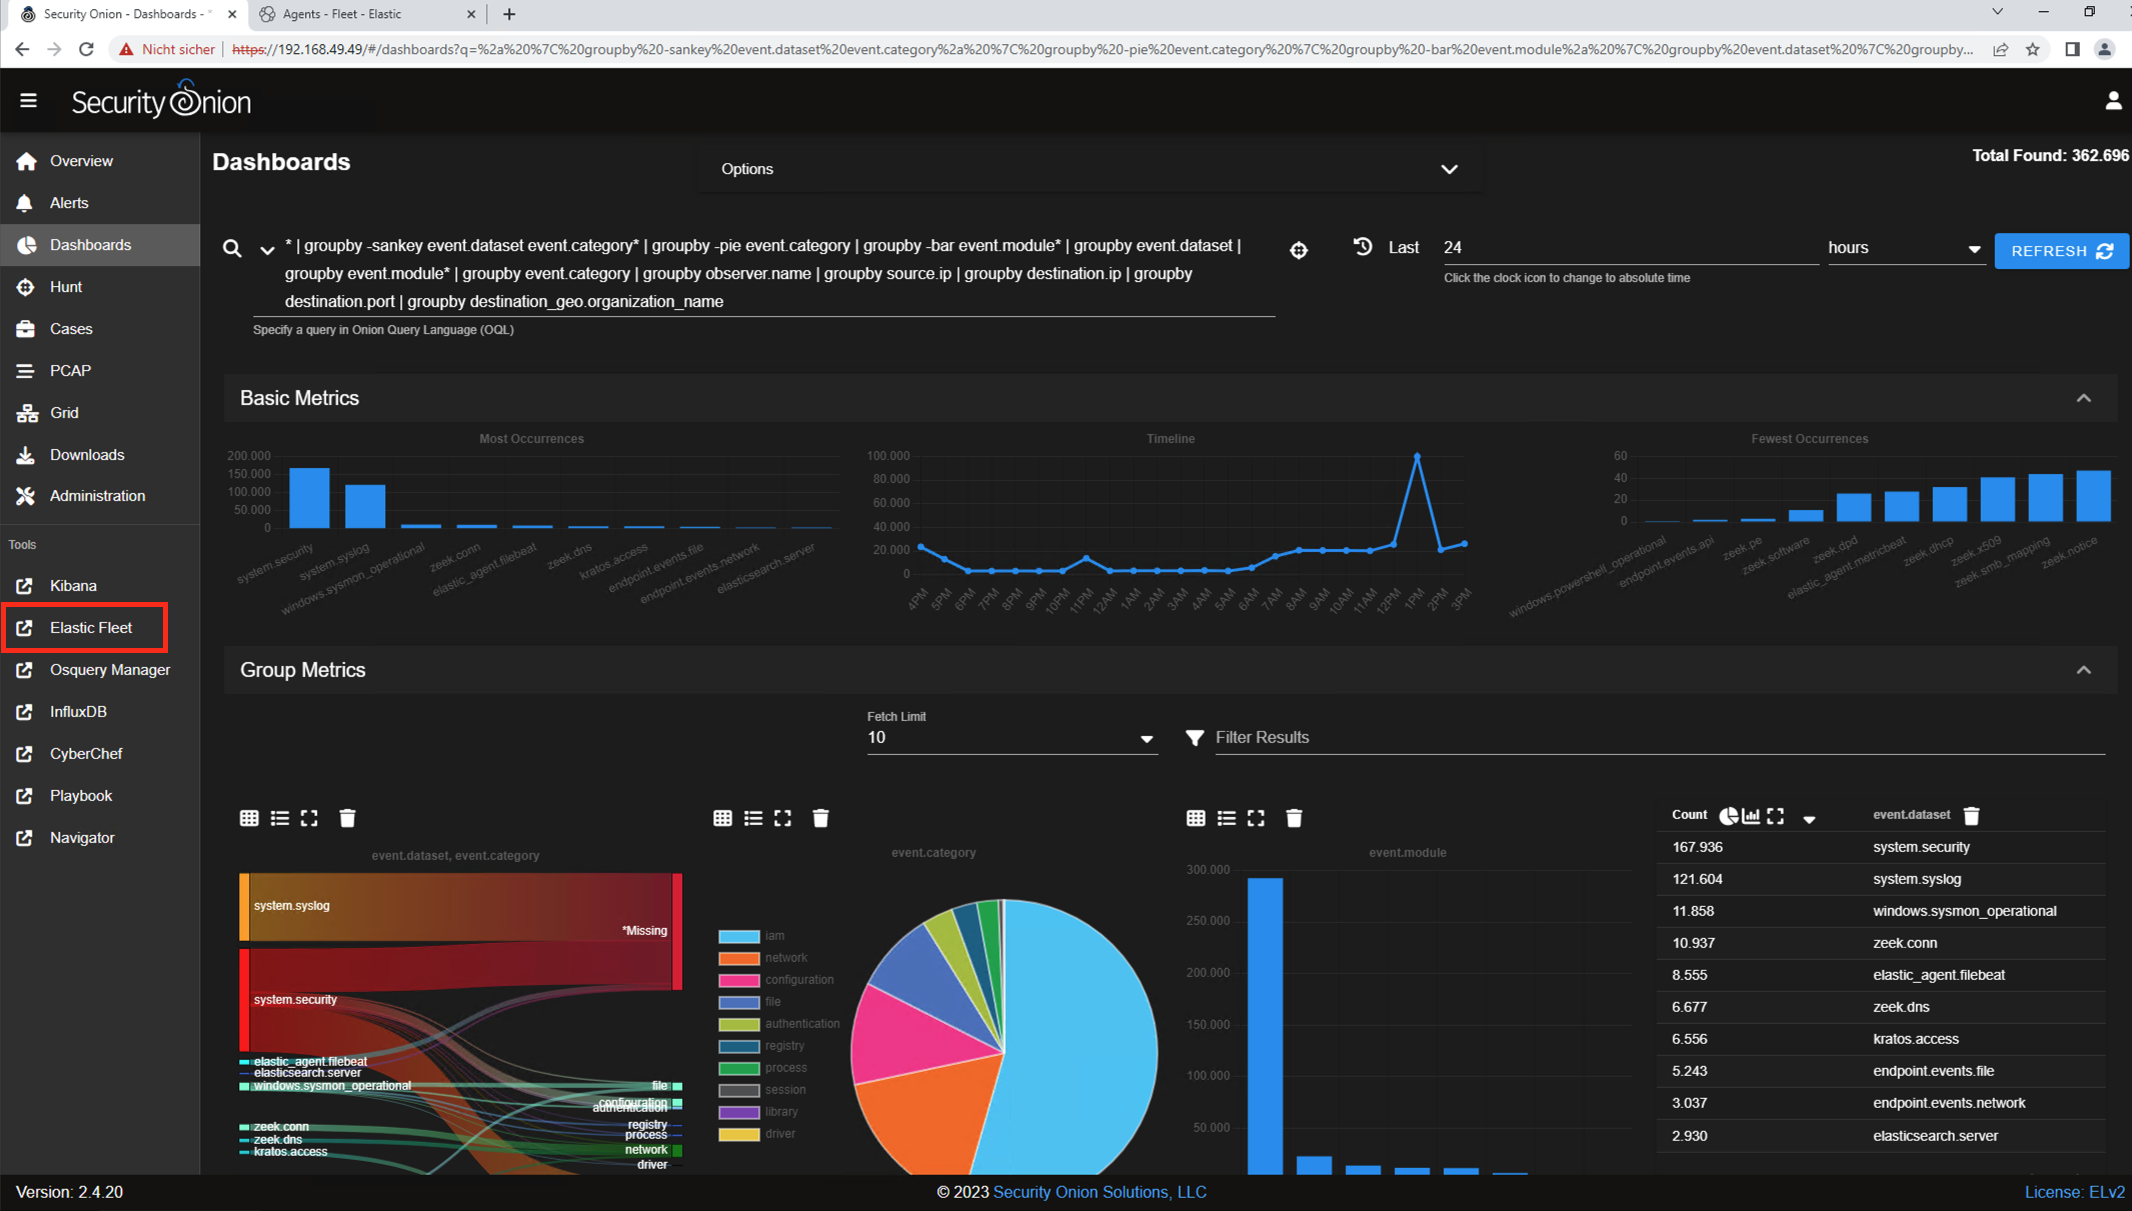 Security Onion - Dashboards - *
Agents - Fleet - Elastic
Nicht sicher
https://192.168.49.49/#/dashboards?q=%2a%20%7C%20groupby%20-sankey%20event.dataset%20event.category%2a%20%7C%20groupby%20-pie%20event.category%20%7C%20groupby%20-bar%20event.module%2a%20%7C%20groupby%20event.dataset%20%7C%20groupby...
Security Onion
Overview
Alerts
Dashboards
Hunt
Cases
PCAP
Grid
Downloads
Administration
Tools
Kibana
Elastic Fleet
Osquery Manager
InfluxDB
CyberChef
Playbook
Navigator
Dashboards
Options
Total Found: 362.696
* | groupby -sankey event.dataset event.category* | groupby -pie event.category | groupby -bar event.module* | groupby event.dataset |
groupby event.module* | groupby event.category | groupby observer.name | groupby source.ip | groupby destination.ip | groupby
destination.port | groupby destination_geo.organization_name
Specify a query in Onion Query Language (OQL)
Last
24
hours
Click the clock icon to change to absolute time
REFRESH
Basic Metrics
Most Occurrences
200.000
150.000
100.000
50.000
0
system.security
system.syslog
windows.sysmon_operational
zeek.conn
elastic_agent.filebeat
zeek.dns
kratos.access
endpoint.events.file
endpoint.events.network
elasticsearch.server
Timeline
100.000
80.000
60.000
40.000
20.000
0
4PM
5PM
6PM
7PM
8PM
9PM
10PM
11PM
12AM
1AM
2AM
3AM
4AM
5AM
6AM
7AM
8AM
9AM
10AM
11AM
12PM
1PM
2PM
3PM
Fewest Occurrences
60
40
20
0
windows.powershell_operational
endpoint.events.api
zeek.pe
zeek.software
zeek.dpd
elastic_agent.metricbeat
zeek.dhcp
zeek.x509
zeek.smb_mapping
zeek.notice
Group Metrics
Fetch Limit
10
Filter Results
event.dataset, event.category
system.syslog
*Missing
system.security
elastic_agent.filebeat
elasticsearch.server
windows.sysmon_operational
file
configuration
authentication
registry
process
zeek.conn
zeek.dns
kratos.access
network
driver
event.category
iam
network
configuration
file
authentication
registry
process
session
library
driver
event.module
300.000
250.000
200.000
150.000
100.000
50.000
Count
event.dataset
167.936 system.security
121.604 system.syslog
11.858 windows.sysmon_operational
10.937 zeek.conn
8.555 elastic_agent.filebeat
6.677 zeek.dns
6.556 kratos.access
5.243 endpoint.events.file
3.037 endpoint.events.network
2.930 elasticsearch.server
Version: 2.4.20
© 2023 Security Onion Solutions, LLC
License: ELv2